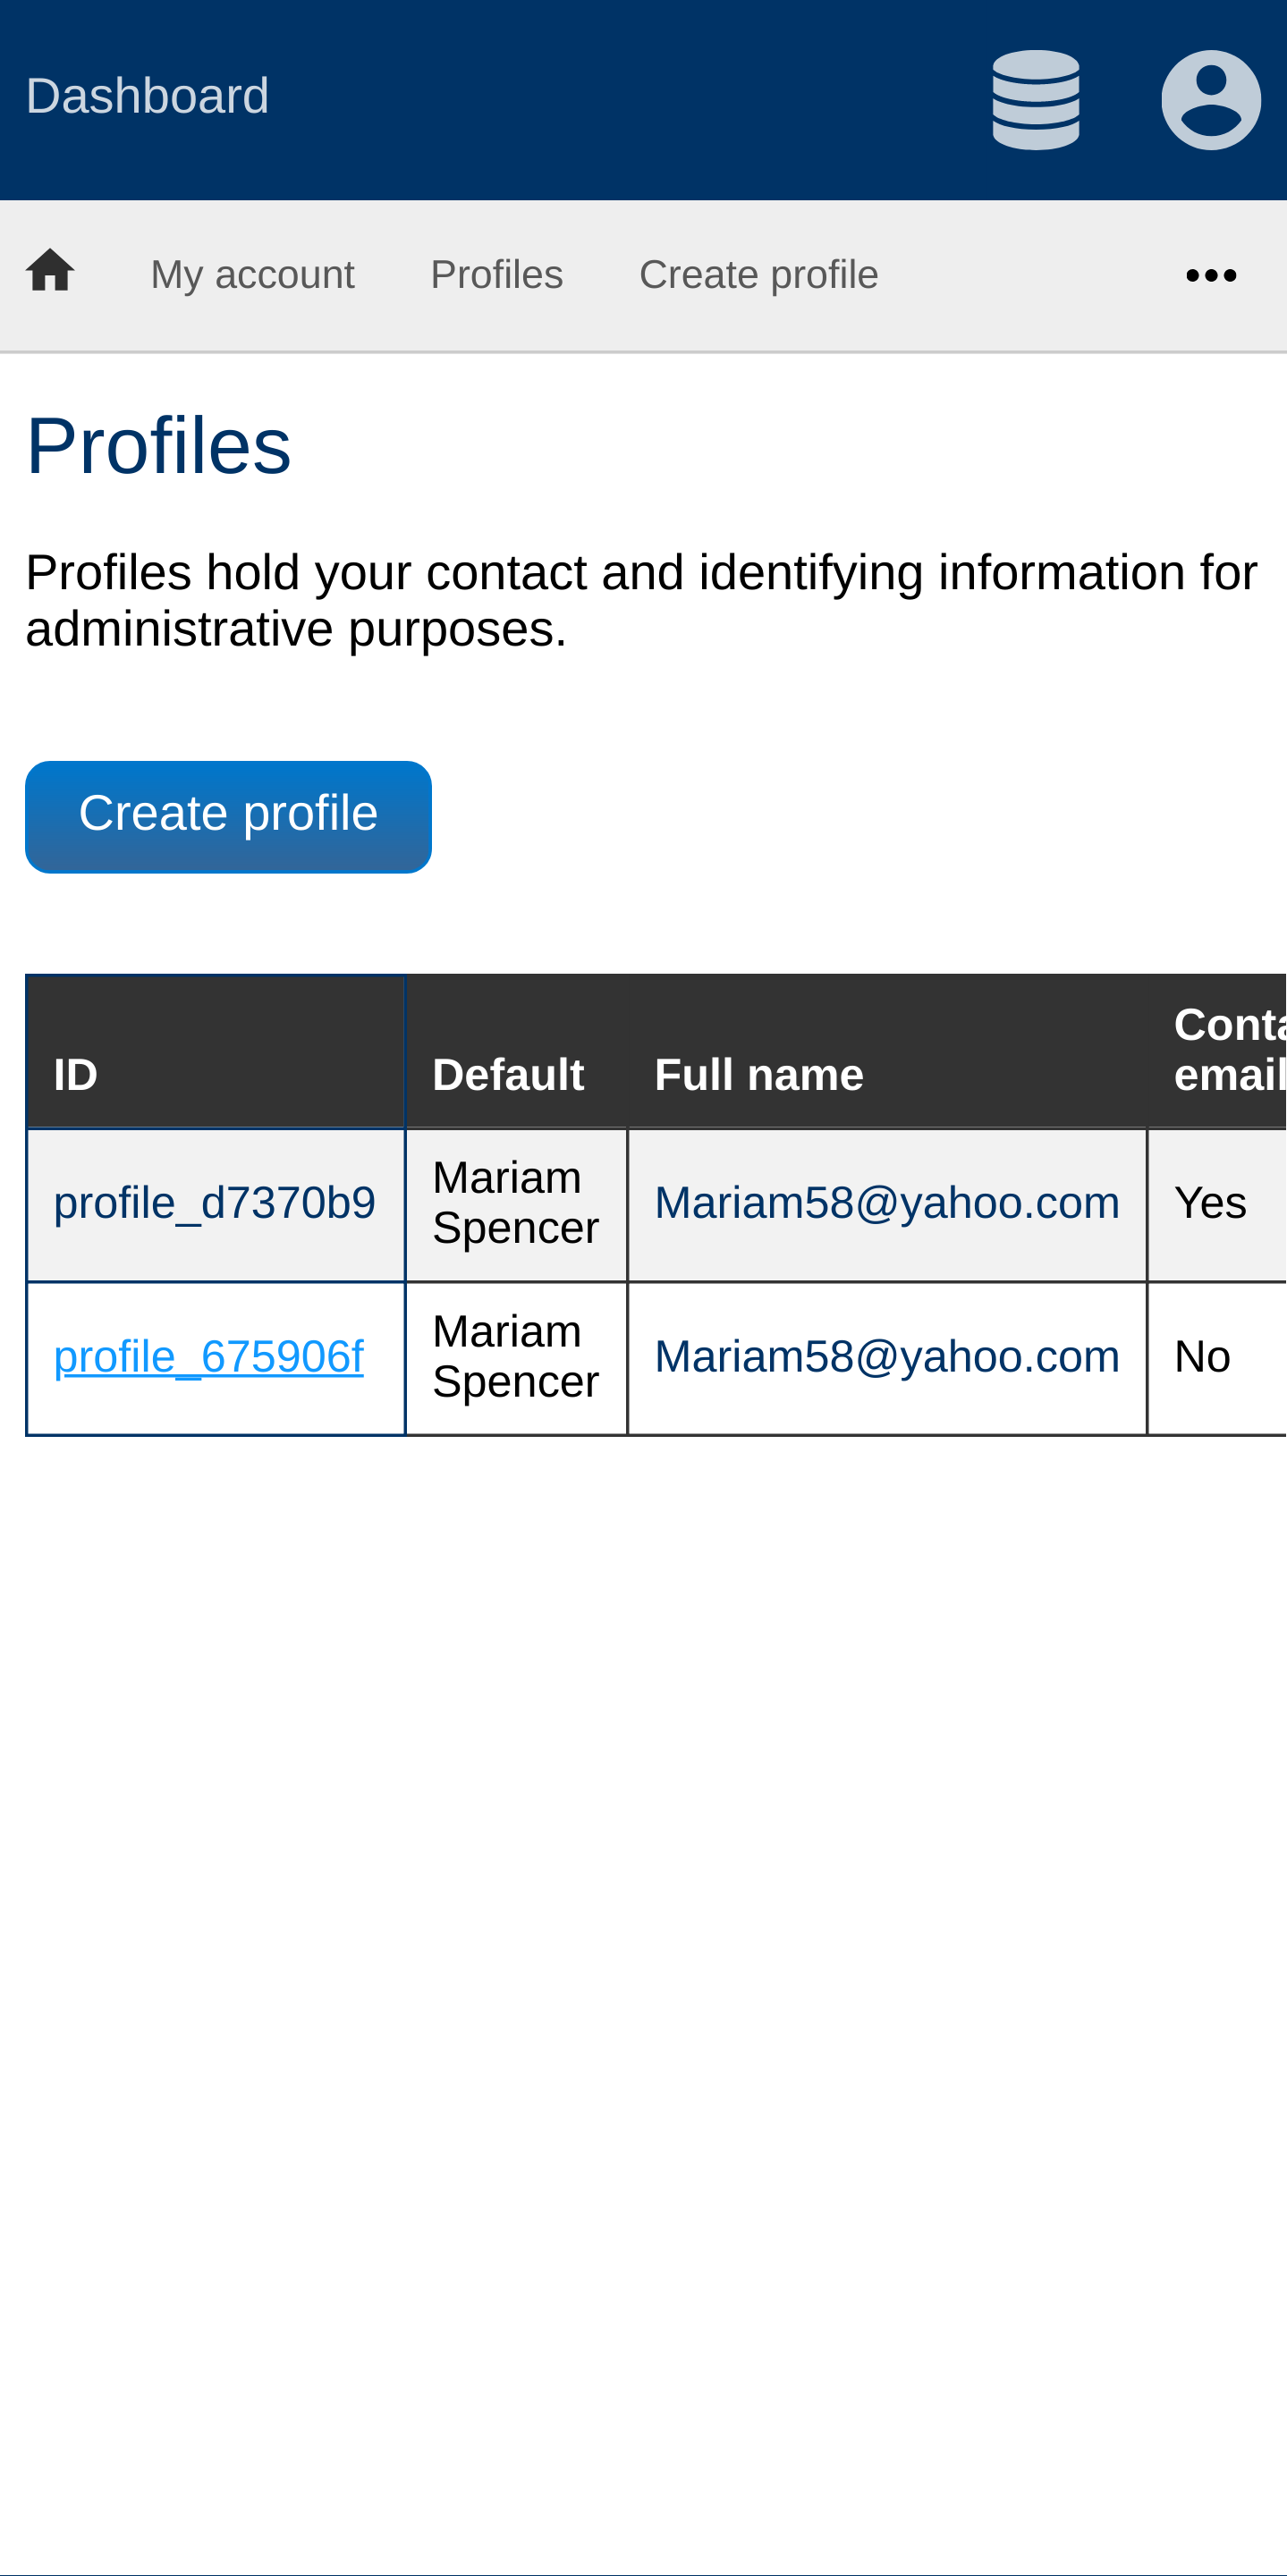 Dashboard
My account Profiles Create profile
Profiles
Profiles hold your contact and identifying information for
administrative purposes.
Create profile
ID Default Full name
email
profile_d7370b9 Mariam Spencer Mariam58@yahoo.com Yes
profile_675906f Mariam Spencer Mariam58@yahoo.com No